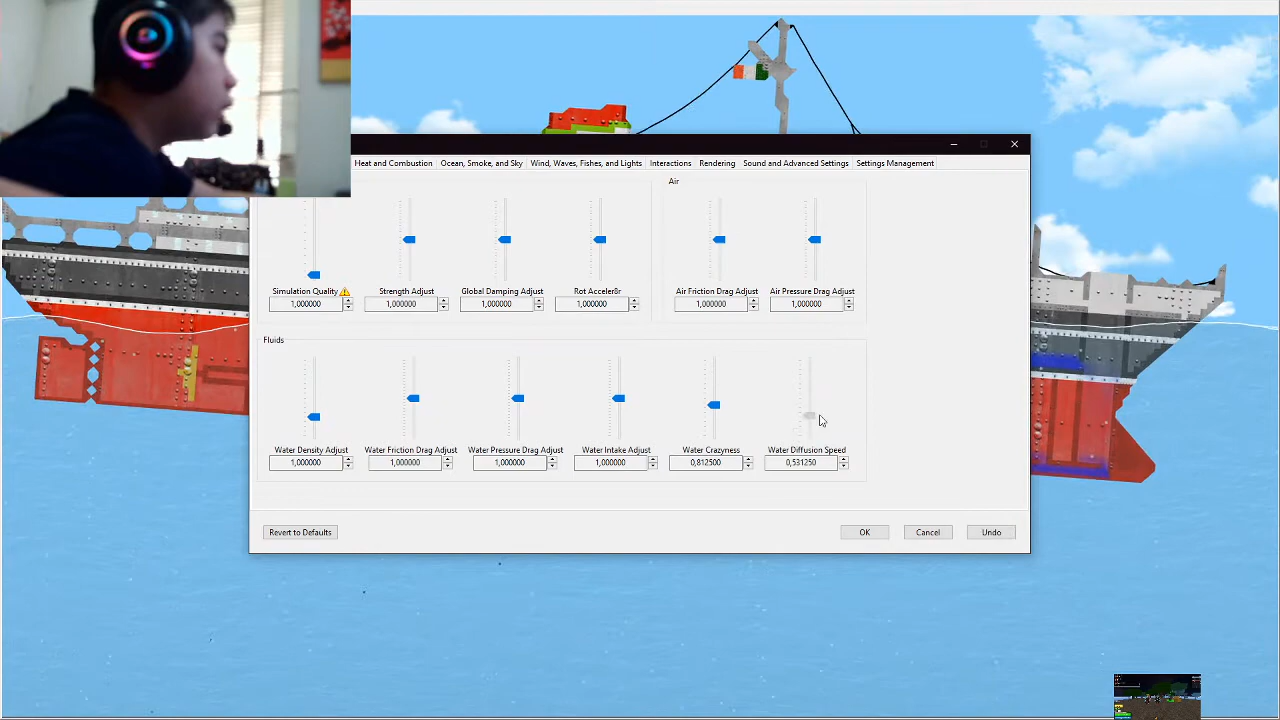 Heat and Combustion Ocean, Smoke, and Sky Wind, Waves, Fishes, and Lights Interactions Rendering Sound and Advanced Settings Settings Management
Air
Simulation Quality Strength Adjust Global Damping Adjust Rot Acceler8r Air Friction Drag Adjust Air Pressure Drag Adjust
1,000000 1,000000 1,000000 1,000000 1,000000 1,000000
Fluids
Water Density Adjust Water Friction Drag Adjust Water Pressure Drag Adjust Water Intake Adjust Water Crazyness Water Diffusion Speed
1,000000 1,000000 1,000000 1,000000 0,812500 0,531250
Revert to Defaults OK Cancel Undo